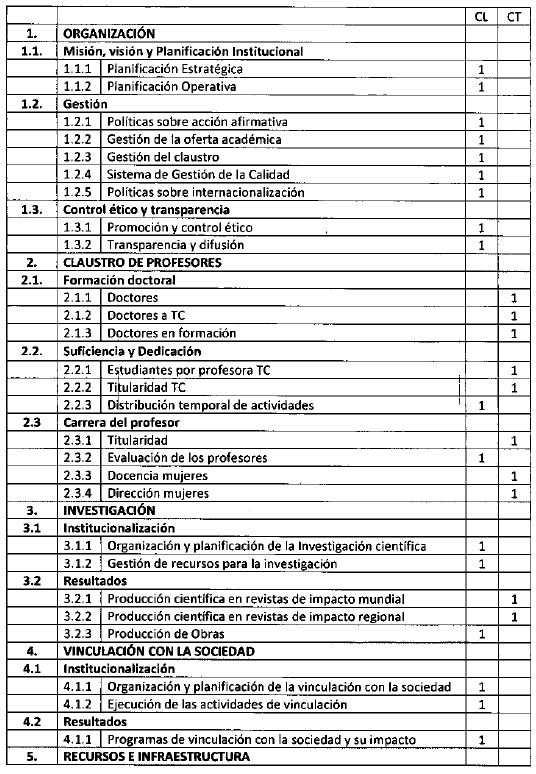 CL CT
1. ORGANIZACIÓN
1.1. Misión, visión y Planificación Institucional
1.1.1 Planificación Estratégica 1
1.1.2 Planificación Operativa 1
1.2. Gestión
1.2.1 Políticas sobre acción afirmativa 1
1.2.2 Gestión de la oferta académica 1
1.2.3 Gestión del claustro 1
1.2.4 Sistema de Gestión de la Calidad 1
1.2.5 Políticas sobre internacionalización 1
1.3. Control ético y transparencia
1.3.1 Promoción y control ético 1
1.3.2 Transparencia y difusión 1
2. CLAUSTRO DE PROFESORES
2.1. Formación doctoral
2.1.1 Doctores 1
2.1.2 Doctores a TC 1
2.1.3 Doctores en formación 1
2.2. Suficiencia y Dedicación
2.2.1 Estudiantes por profesora TC 1
2.2.2 Titularidad TC 1
2.2.3 Distribución temporal de actividades 1
2.3 Carrera del profesor
2.3.1 Titularidad 1
2.3.2 Evaluación de los profesores 1
2.3.3 Docencia mujeres 1
2.3.4 Dirección mujeres 1
3. INVESTIGACIÓN
3.1 Institucionalización
3.1.1 Organización y planificación de la Investigación científica 1
3.1.2 Gestión de recursos para la investigación 1
3.2 Resultados
3.2.1 Producción científica en revistas de impacto mundial 1
3.2.2 Producción científica en revistas de impacto regional 1
3.2.3 Producción de Obras 1
4. VINCULACIÓN CON LA SOCIEDAD
4.1 Institucionalización
4.1.1 Organización y planificación de la vinculación con la sociedad 1
4.1.2 Ejecución de las actividades de vinculación 1
4.2 Resultados
4.1.1 Programas de vinculación con la sociedad y su impacto 1
5. RECURSOS E INFRAESTRUCTURA